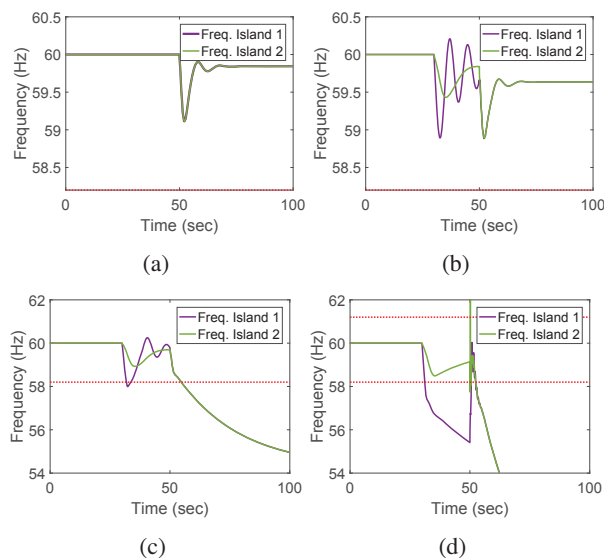 60.5
60
59.5
59
58.5
0
50
100
Frequency (Hz)
Time (sec)
Freq. Island 1
Freq. Island 2
(a)
60.5
60
59.5
59
58.5
0
50
100
Frequency (Hz)
Time (sec)
Freq. Island 1
Freq. Island 2
(b)
62
60
58
56
54
0
50
100
Frequency (Hz)
Time (sec)
Freq. Island 1
Freq. Island 2
(c)
62
60
58
56
54
0
50
100
Frequency (Hz)
Time (sec)
Freq. Island 1
Freq. Island 2
(d)